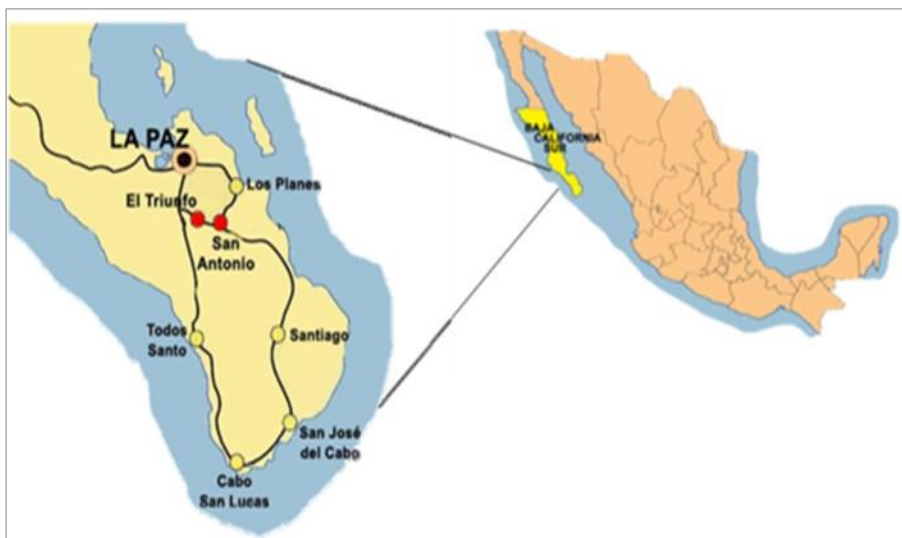 LA PAZ
Los Planes
El Triunfo
San
Antonio
Todos
Santo
Santiago
San José
del Cabo
Cabo
San Lucas
BAJA
CALIFORNIA
SUR